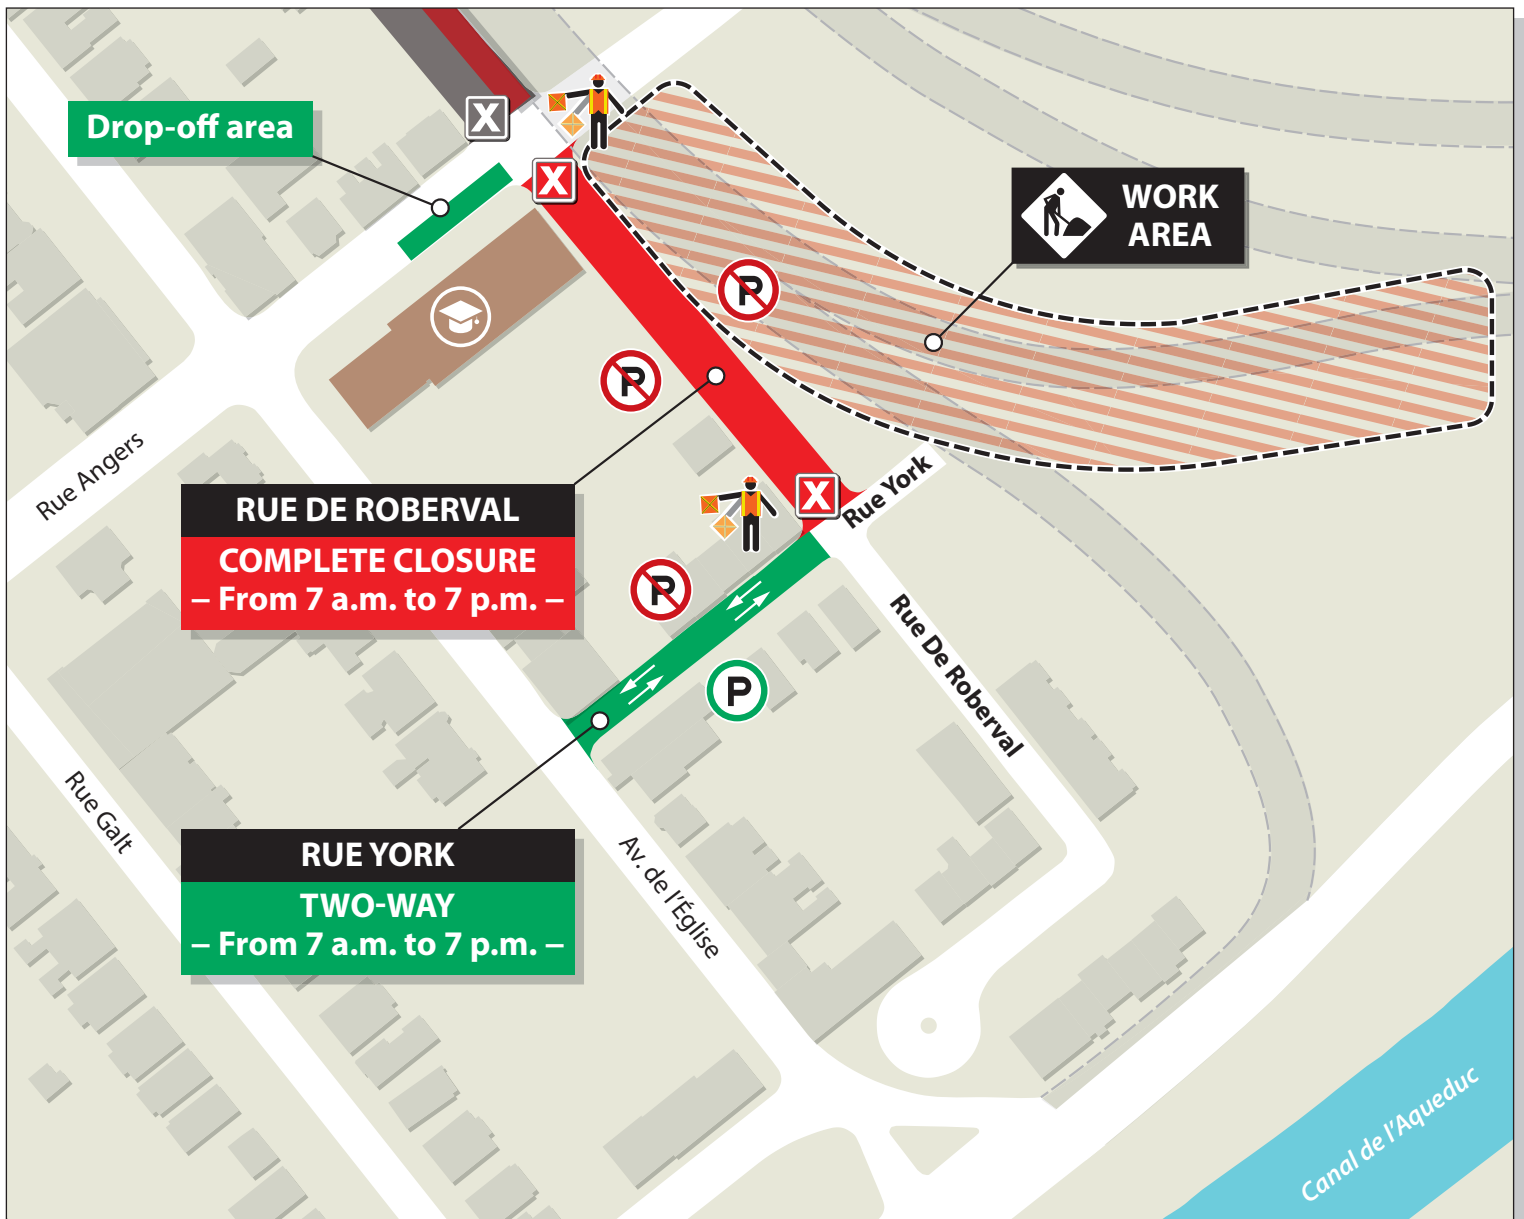 Drop-off area
X
X
WORK
AREA
P
P
Rue Angers
RUE DE ROBERVAL
COMPLETE CLOSURE
– From 7 a.m. to 7 p.m. –
X
Rue York
P
Rue De Roberval
P
Rue Galt
RUE YORK
TWO-WAY
– From 7 a.m. to 7 p.m. –
Av. de l'Église
Canal de l'Aqueduc